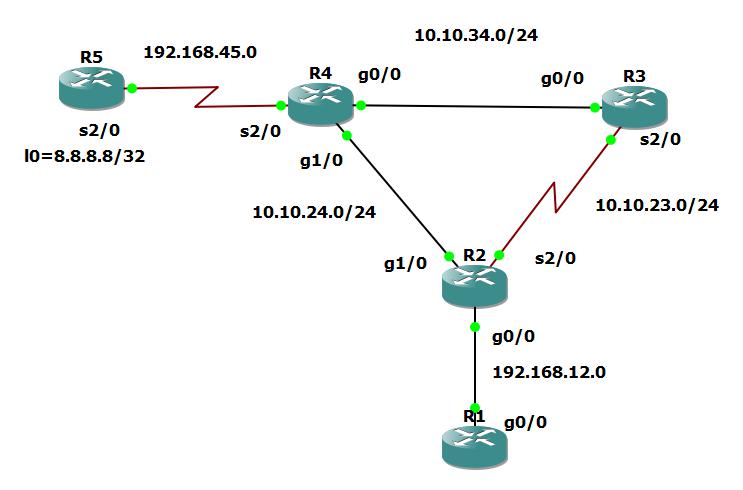 10.10.34.0/24
192.168.45.0
R5
R4
g0/0
g0/0
R3
s2/0
s2/0
s2/0
l0=8.8.8.8/32
g1/0
10.10.24.0/24
10.10.23.0/24
g1/0
R2
s2/0
g0/0
192.168.12.0
R1
g0/0